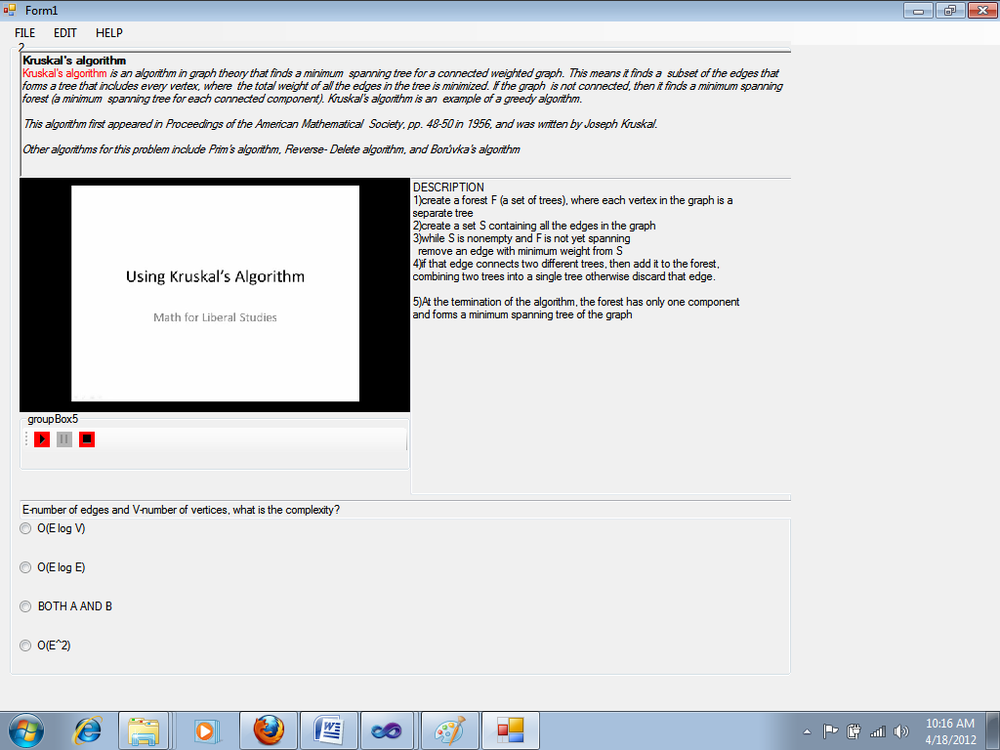 Form1
FILE EDIT HELP
2
Kruskal's algorithm
Kruskal's algorithm is an algorithm in graph theory that finds a minimum spanning tree for a connected weighted graph. This means it finds a subset of the edges that
forms a tree that includes every vertex, where the total weight of all the edges in the tree is minimized. If the graph is not connected, then it finds a minimum spanning
forest (a minimum spanning tree for each connected component). Kruskal's algorithm is an example of a greedy algorithm.
This algorithm first appeared in Proceedings of the American Mathematical Society, pp. 48-50 in 1956, and was written by Joseph Kruskal.
Other algorithms for this problem include Prim's algorithm, Reverse- Delete algorithm, and Borůvka's algorithm
Using Kruskal's Algorithm
Math for Liberal Studies
DESCRIPTION
1)create a forest F (a set of trees), where each vertex in the graph is a
separate tree
2)create a set S containing all the edges in the graph
3)while S is nonempty and F is not yet spanning
remove an edge with minimum weight from S
4)if that edge connects two different trees, then add it to the forest,
combining two trees into a single tree otherwise discard that edge.
5)At the termination of the algorithm, the forest has only one component
and forms a minimum spanning tree of the graph
groupBox5
E-number of edges and V-number of vertices, what is the complexity?
O(E log V)
O(E log E)
BOTH A AND B
O(E^2)
10:16 AM
4/18/2012